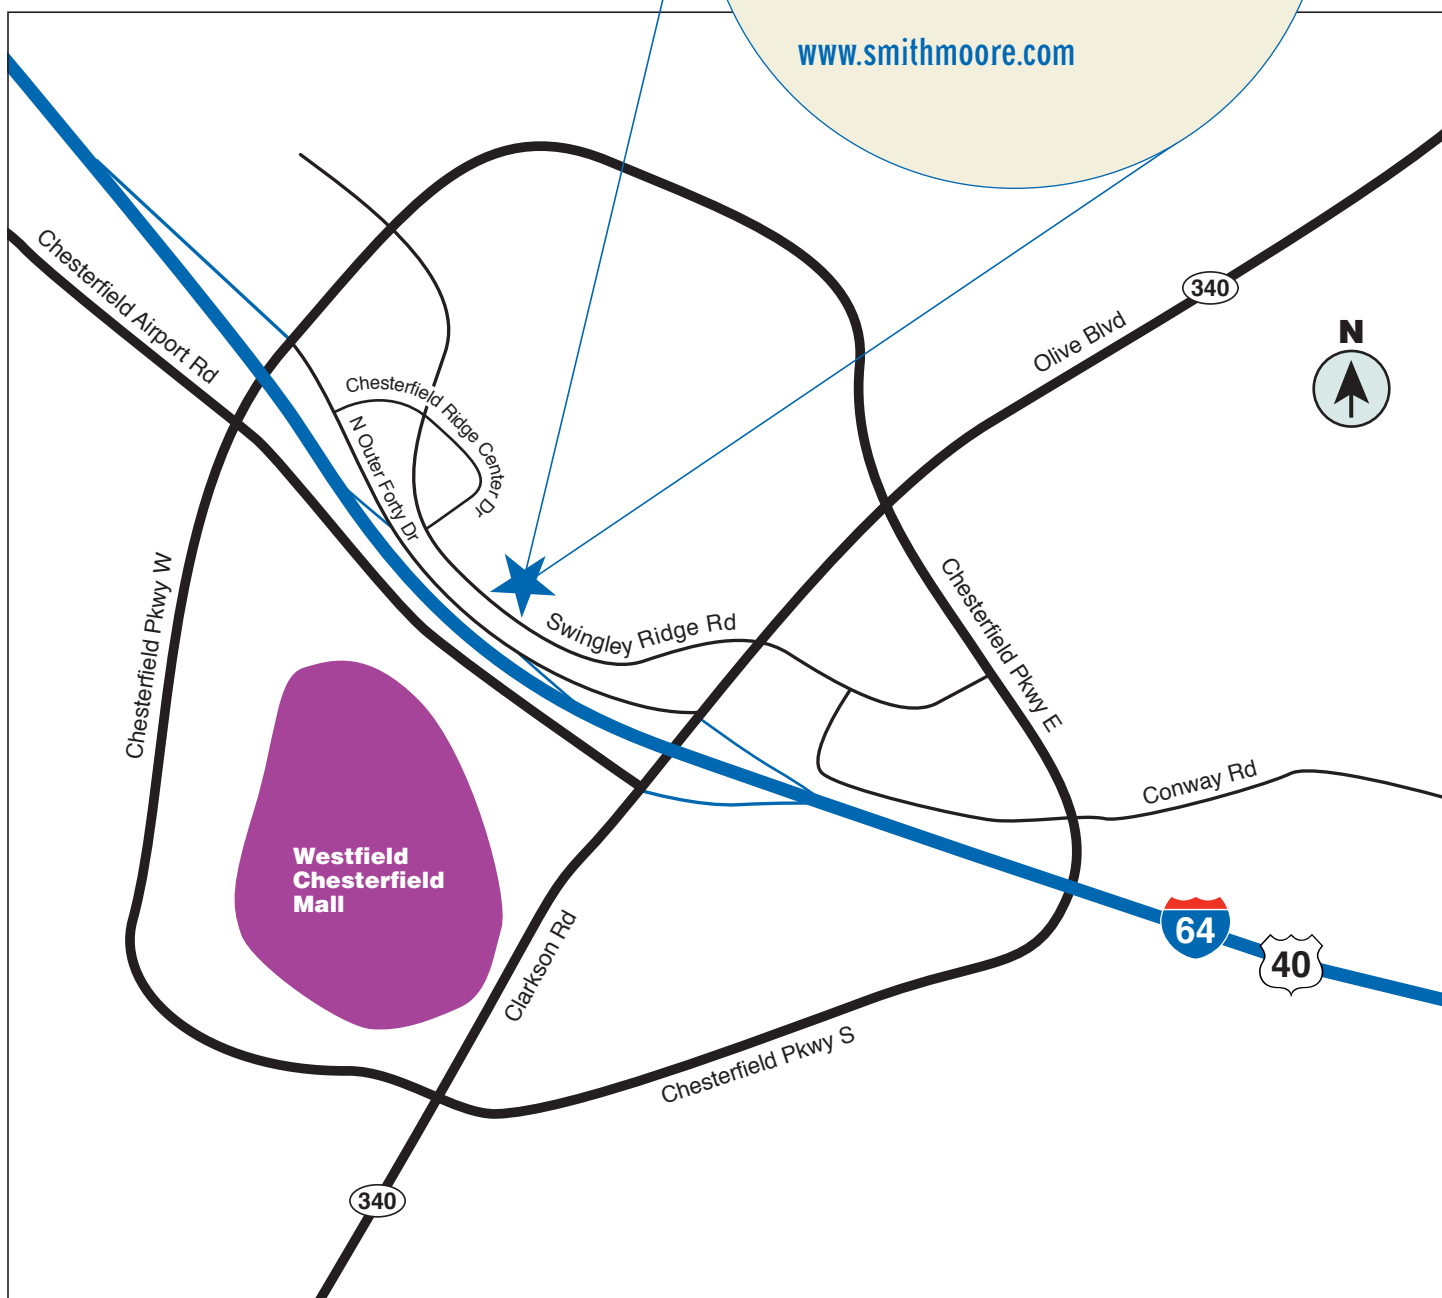 www.smithmoore.com
340
N
Olive Blvd
Chesterfield Airport Rd
Chesterfield Ridge Center Dr
N Outer Forty Dr
Swingley Ridge Rd
Chesterfield Pkwy W
Chesterfield Pkwy E
Conway Rd
Westfield
Chesterfield
Mall
64
40
Clarkson Rd
Chesterfield Pkwy S
340